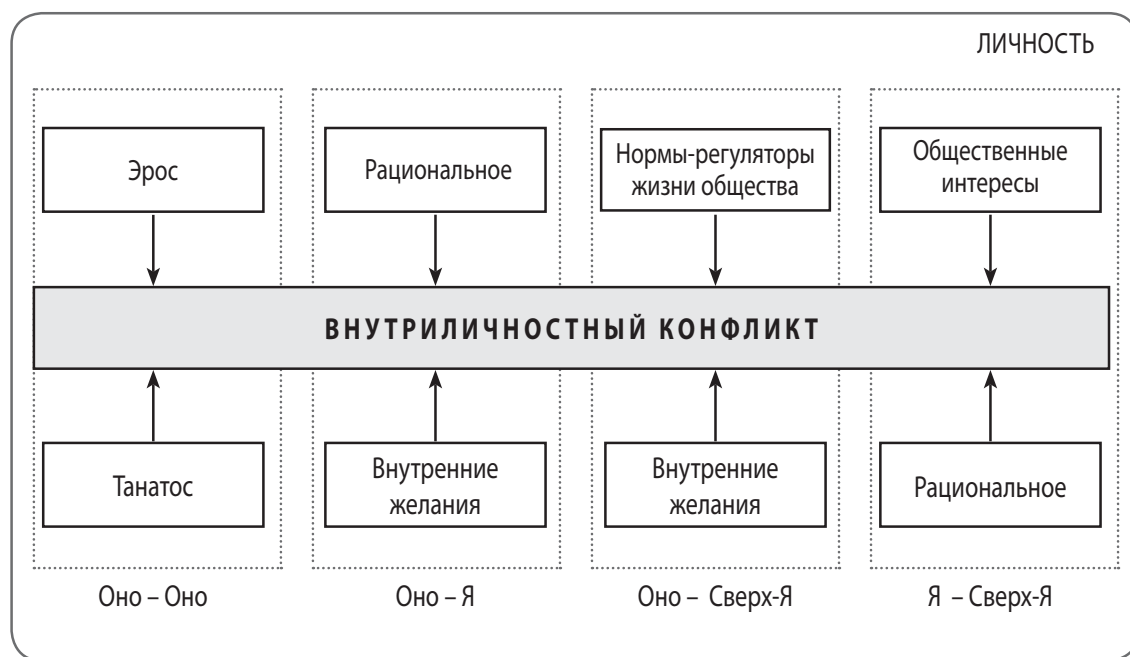 ЛИЧНОСТЬ
Эрос
Рациональное
Нормы-регуляторы
жизни общества
Общественные
интересы
ВНУТРИЛИЧНОСТНЫЙ КОНФЛИКТ
Танатос
Внутренние
желания
Внутренние
желания
Рациональное
Оно – Оно
Оно – Я
Оно – Сверх-Я
Я – Сверх-Я